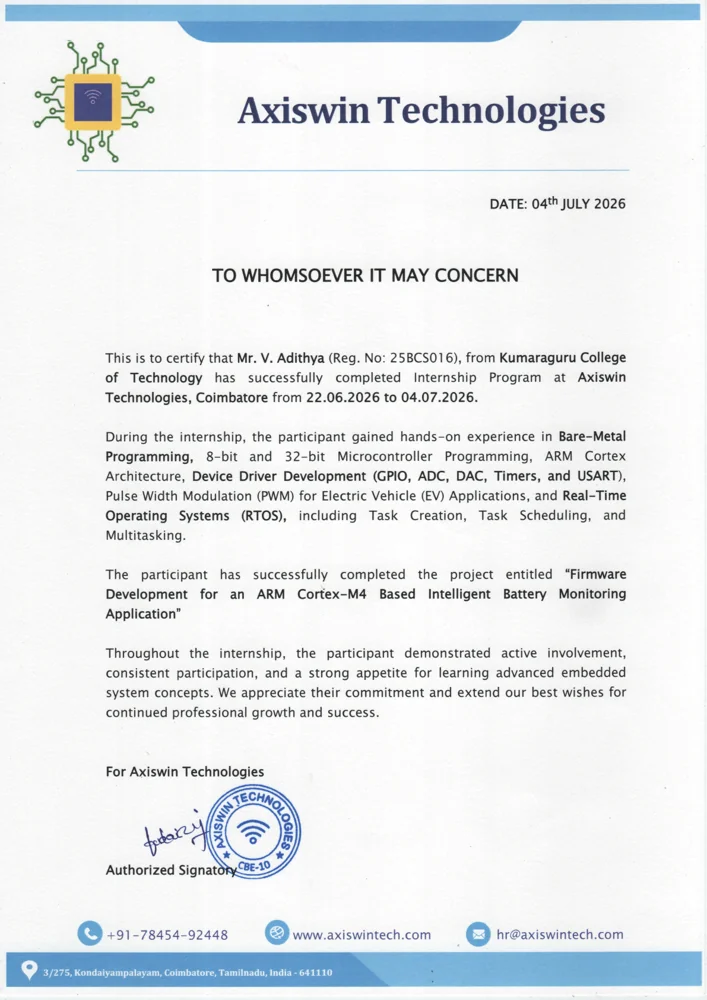 Axiswin Technologies
DATE: 04th JULY 2026
TO WHOMSOEVER IT MAY CONCERN
This is to certify that Mr. V. Adithya (Reg. No: 25BCS016), from Kumaraguru College
of Technology has successfully completed Internship Program at Axiswin
Technologies, Coimbatore from 22.06.2026 to 04.07.2026.
During the internship, the participant gained hands-on experience in Bare-Metal
Programming, 8-bit and 32-bit Microcontroller Programming, ARM Cortex
Architecture, Device Driver Development (GPIO, ADC, DAC, Timers, and USART),
Pulse Width Modulation (PWM) for Electric Vehicle (EV) Applications, and Real-Time
Operating Systems (RTOS), including Task Creation, Task Scheduling, and
Multitasking.
The participant has successfully completed the project entitled “Firmware
Development for an ARM Cortex-M4 Based Intelligent Battery Monitoring
Application"
Throughout the internship, the participant demonstrated active involvement,
consistent participation, and a strong appetite for learning advanced embedded
system concepts. We appreciate their commitment and extend our best wishes for
continued professional growth and success.
For Axiswin Technologies
AXISWIN TECHNOLOGIES
CBE-10
Authorized Signatory
+91-78454-92448 www.axiswintech.com hr@axiswintech.com
3/275, Kondaiyampalayam, Coimbatore, Tamilnadu, India - 641110